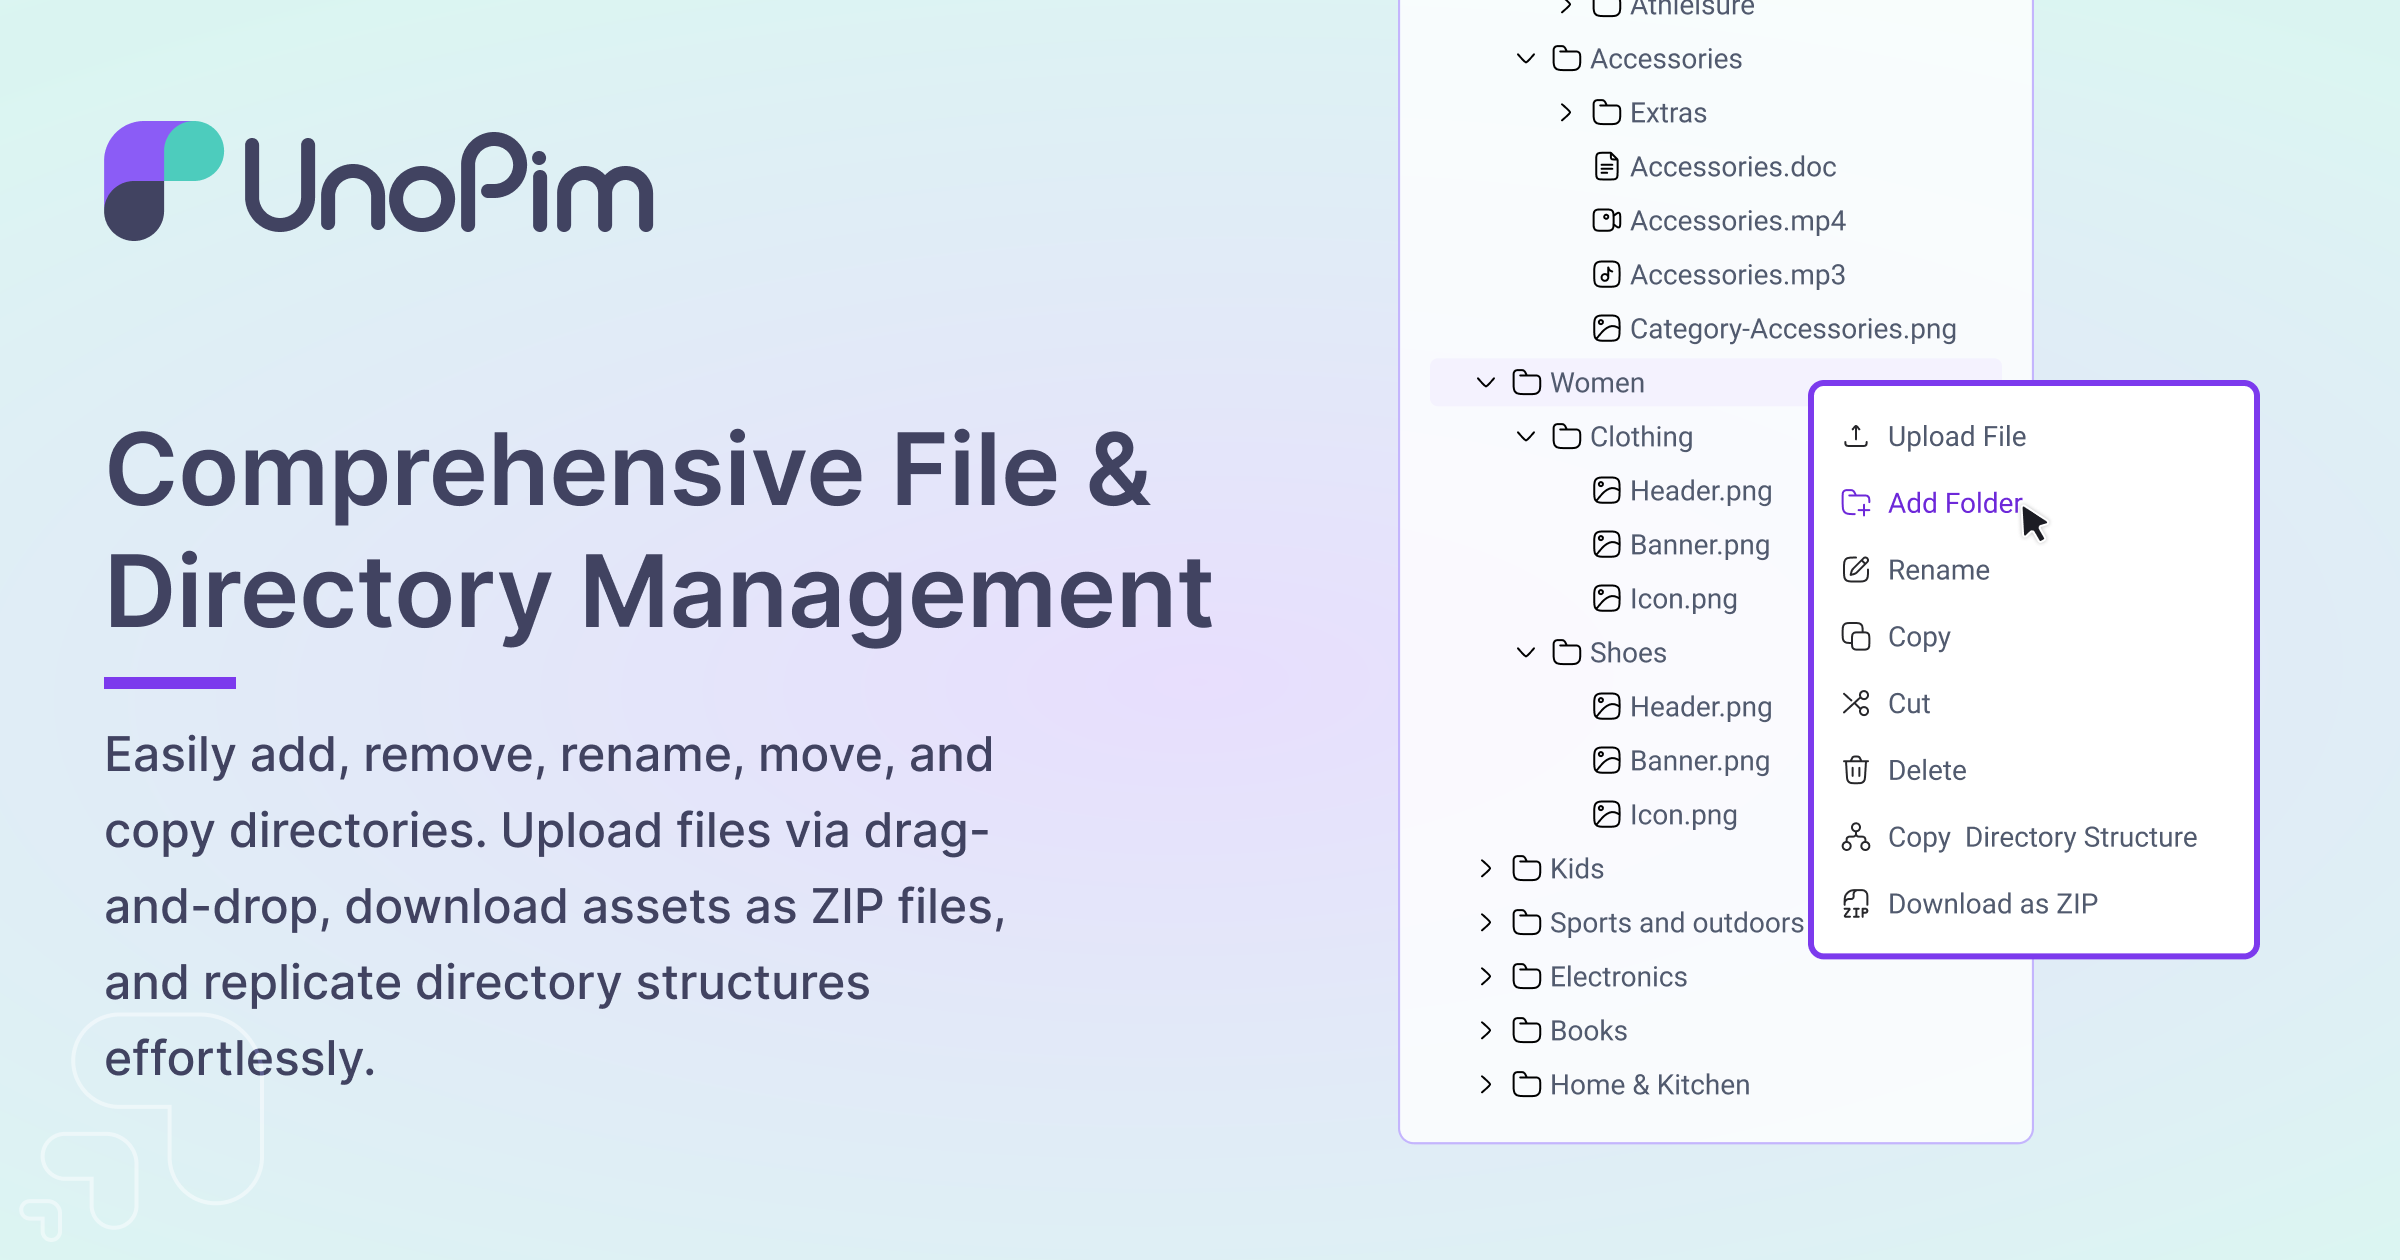 UnoPim
Comprehensive File &
Directory Management
Easily add, remove, rename, move, and
copy directories. Upload files via drag-
and-drop, download assets as ZIP files,
and replicate directory structures
effortlessly.
Athleisure
Accessories
Extras
Accessories.doc
Accessories.mp4
Accessories.mp3
Category-Accessories.png
Women
Clothing
Header.png
Banner.png
Icon.png
Shoes
Header.png
Banner.png
Icon.png
Kids
Sports and outdoors
Electronics
Books
Home & Kitchen
Upload File
Add Folder
Rename
Copy
Cut
Delete
Copy Directory Structure
ZIP Download as ZIP